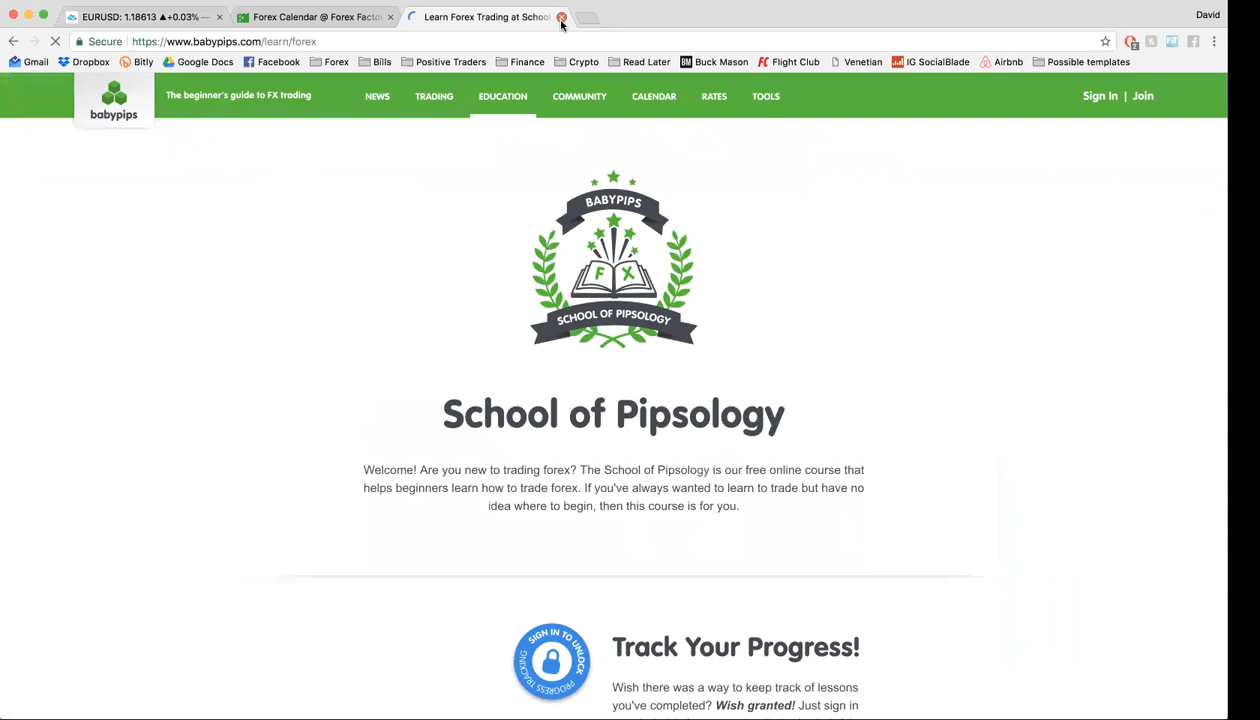 EURUSD: 1.18613 ▲+0.03% —
Forex Calendar @ Forex Facto
Learn Forex Trading at School
David
Secure
https://www.babypips.com/learn/forex
Gmail
Dropbox
Bitly
Google Docs
Facebook
Forex
Bills
Positive Traders
Finance
Crypto
Read Later
BM Buck Mason
FC Flight Club
Venetian
IG SocialBlade
Airbnb
Possible templates
babypips
The beginner's guide to FX trading
NEWS
TRADING
EDUCATION
COMMUNITY
CALENDAR
RATES
TOOLS
Sign In | Join
BABYPIPS
F X
SCHOOL OF PIPSOLOGY
School of Pipsology
Welcome! Are you new to trading forex? The School of Pipsology is our free online course that
helps beginners learn how to trade forex. If you've always wanted to learn to trade but have no
idea where to begin, then this course is for you.
SIGN IN TO UNLOCK
PROGRESS TRACKING
Track Your Progress!
Wish there was a way to keep track of lessons
you've completed? Wish granted! Just sign in